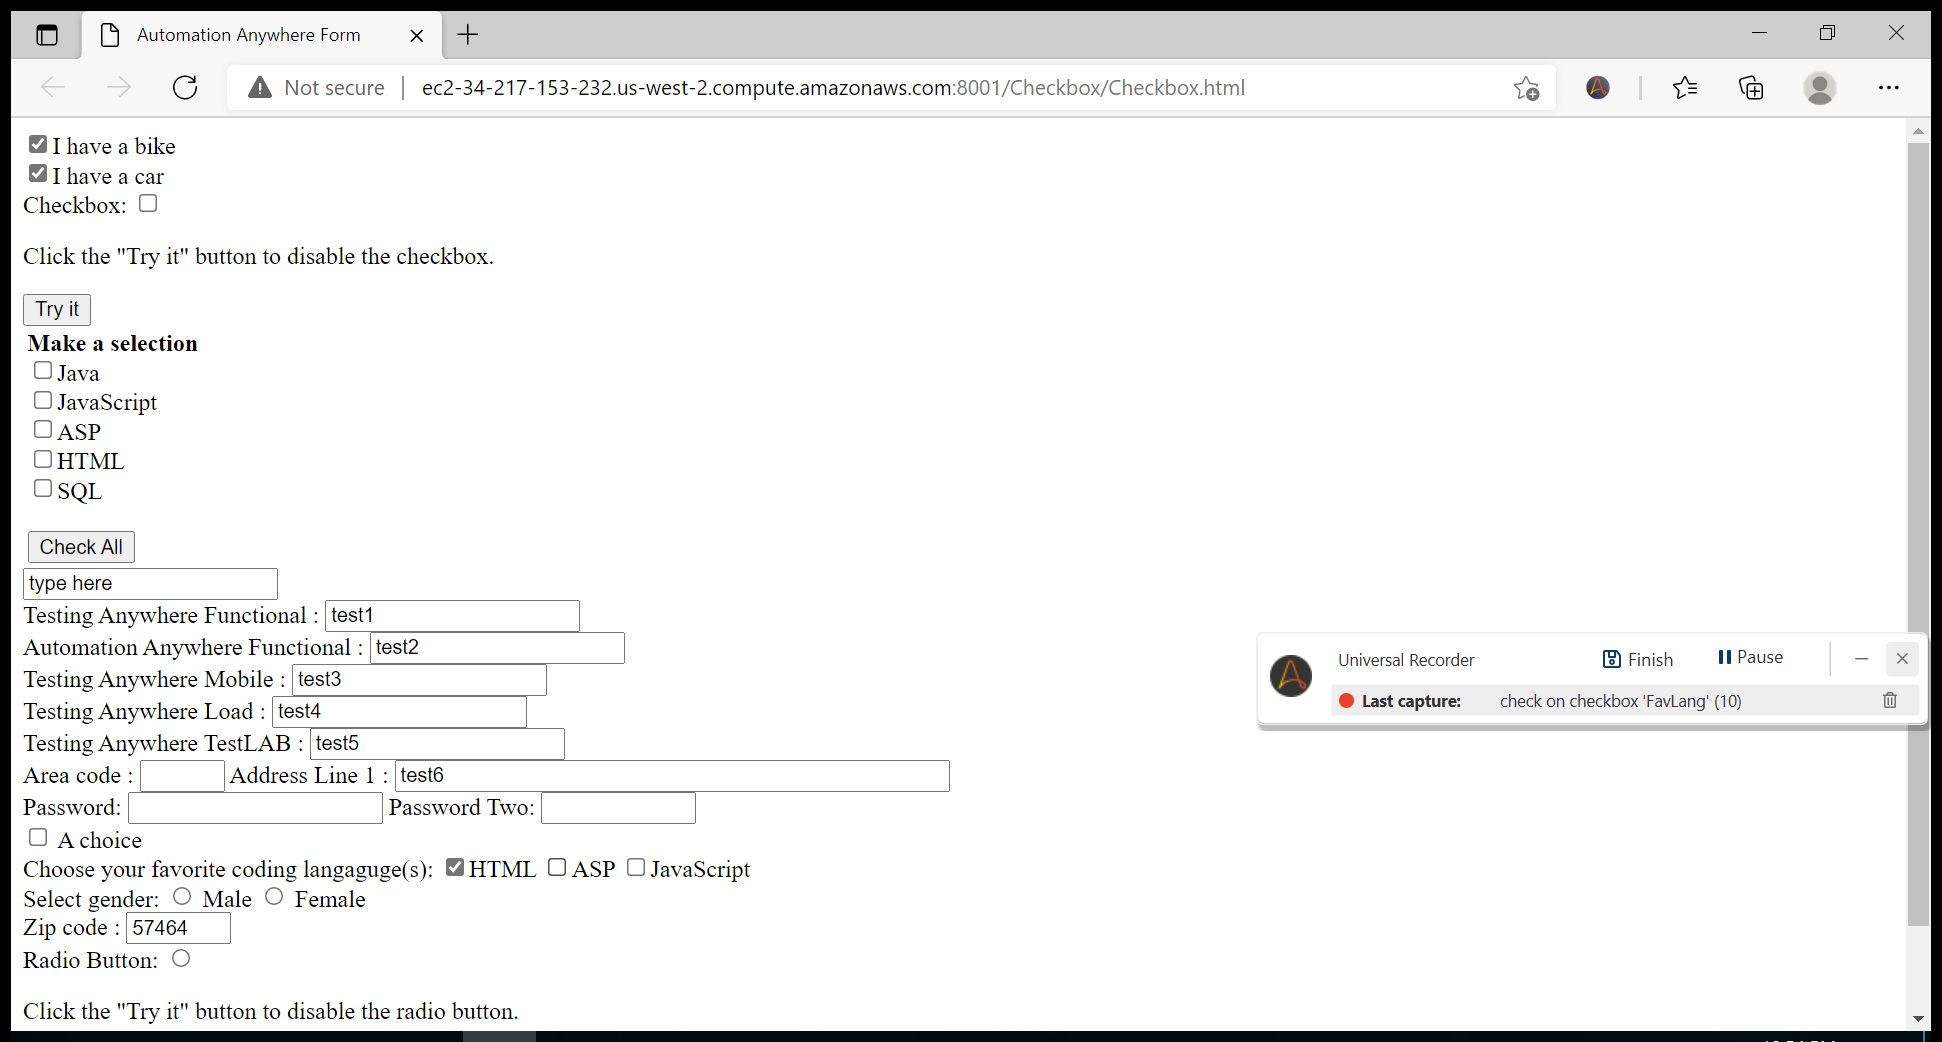 Automation Anywhere Form
Not secure | ec2-34-217-153-232.us-west-2.compute.amazonaws.com:8001/Checkbox/Checkbox.html
I have a bike
I have a car
Checkbox:
Click the "Try it" button to disable the checkbox.
Try it
Make a selection
Java
JavaScript
ASP
HTML
SQL
Check All
type here
Testing Anywhere Functional : test1
Automation Anywhere Functional : test2
Testing Anywhere Mobile : test3
Testing Anywhere Load : test4
Testing Anywhere TestLAB : test5
Area code : Address Line 1 : test6
Password: Password Two:
A choice
Choose your favorite coding langaguge(s): HTML ASP JavaScript
Select gender: Male Female
Zip code : 57464
Radio Button:
Click the "Try it" button to disable the radio button.
Universal Recorder Finish Pause
Last capture: check on checkbox 'FavLang' (10)